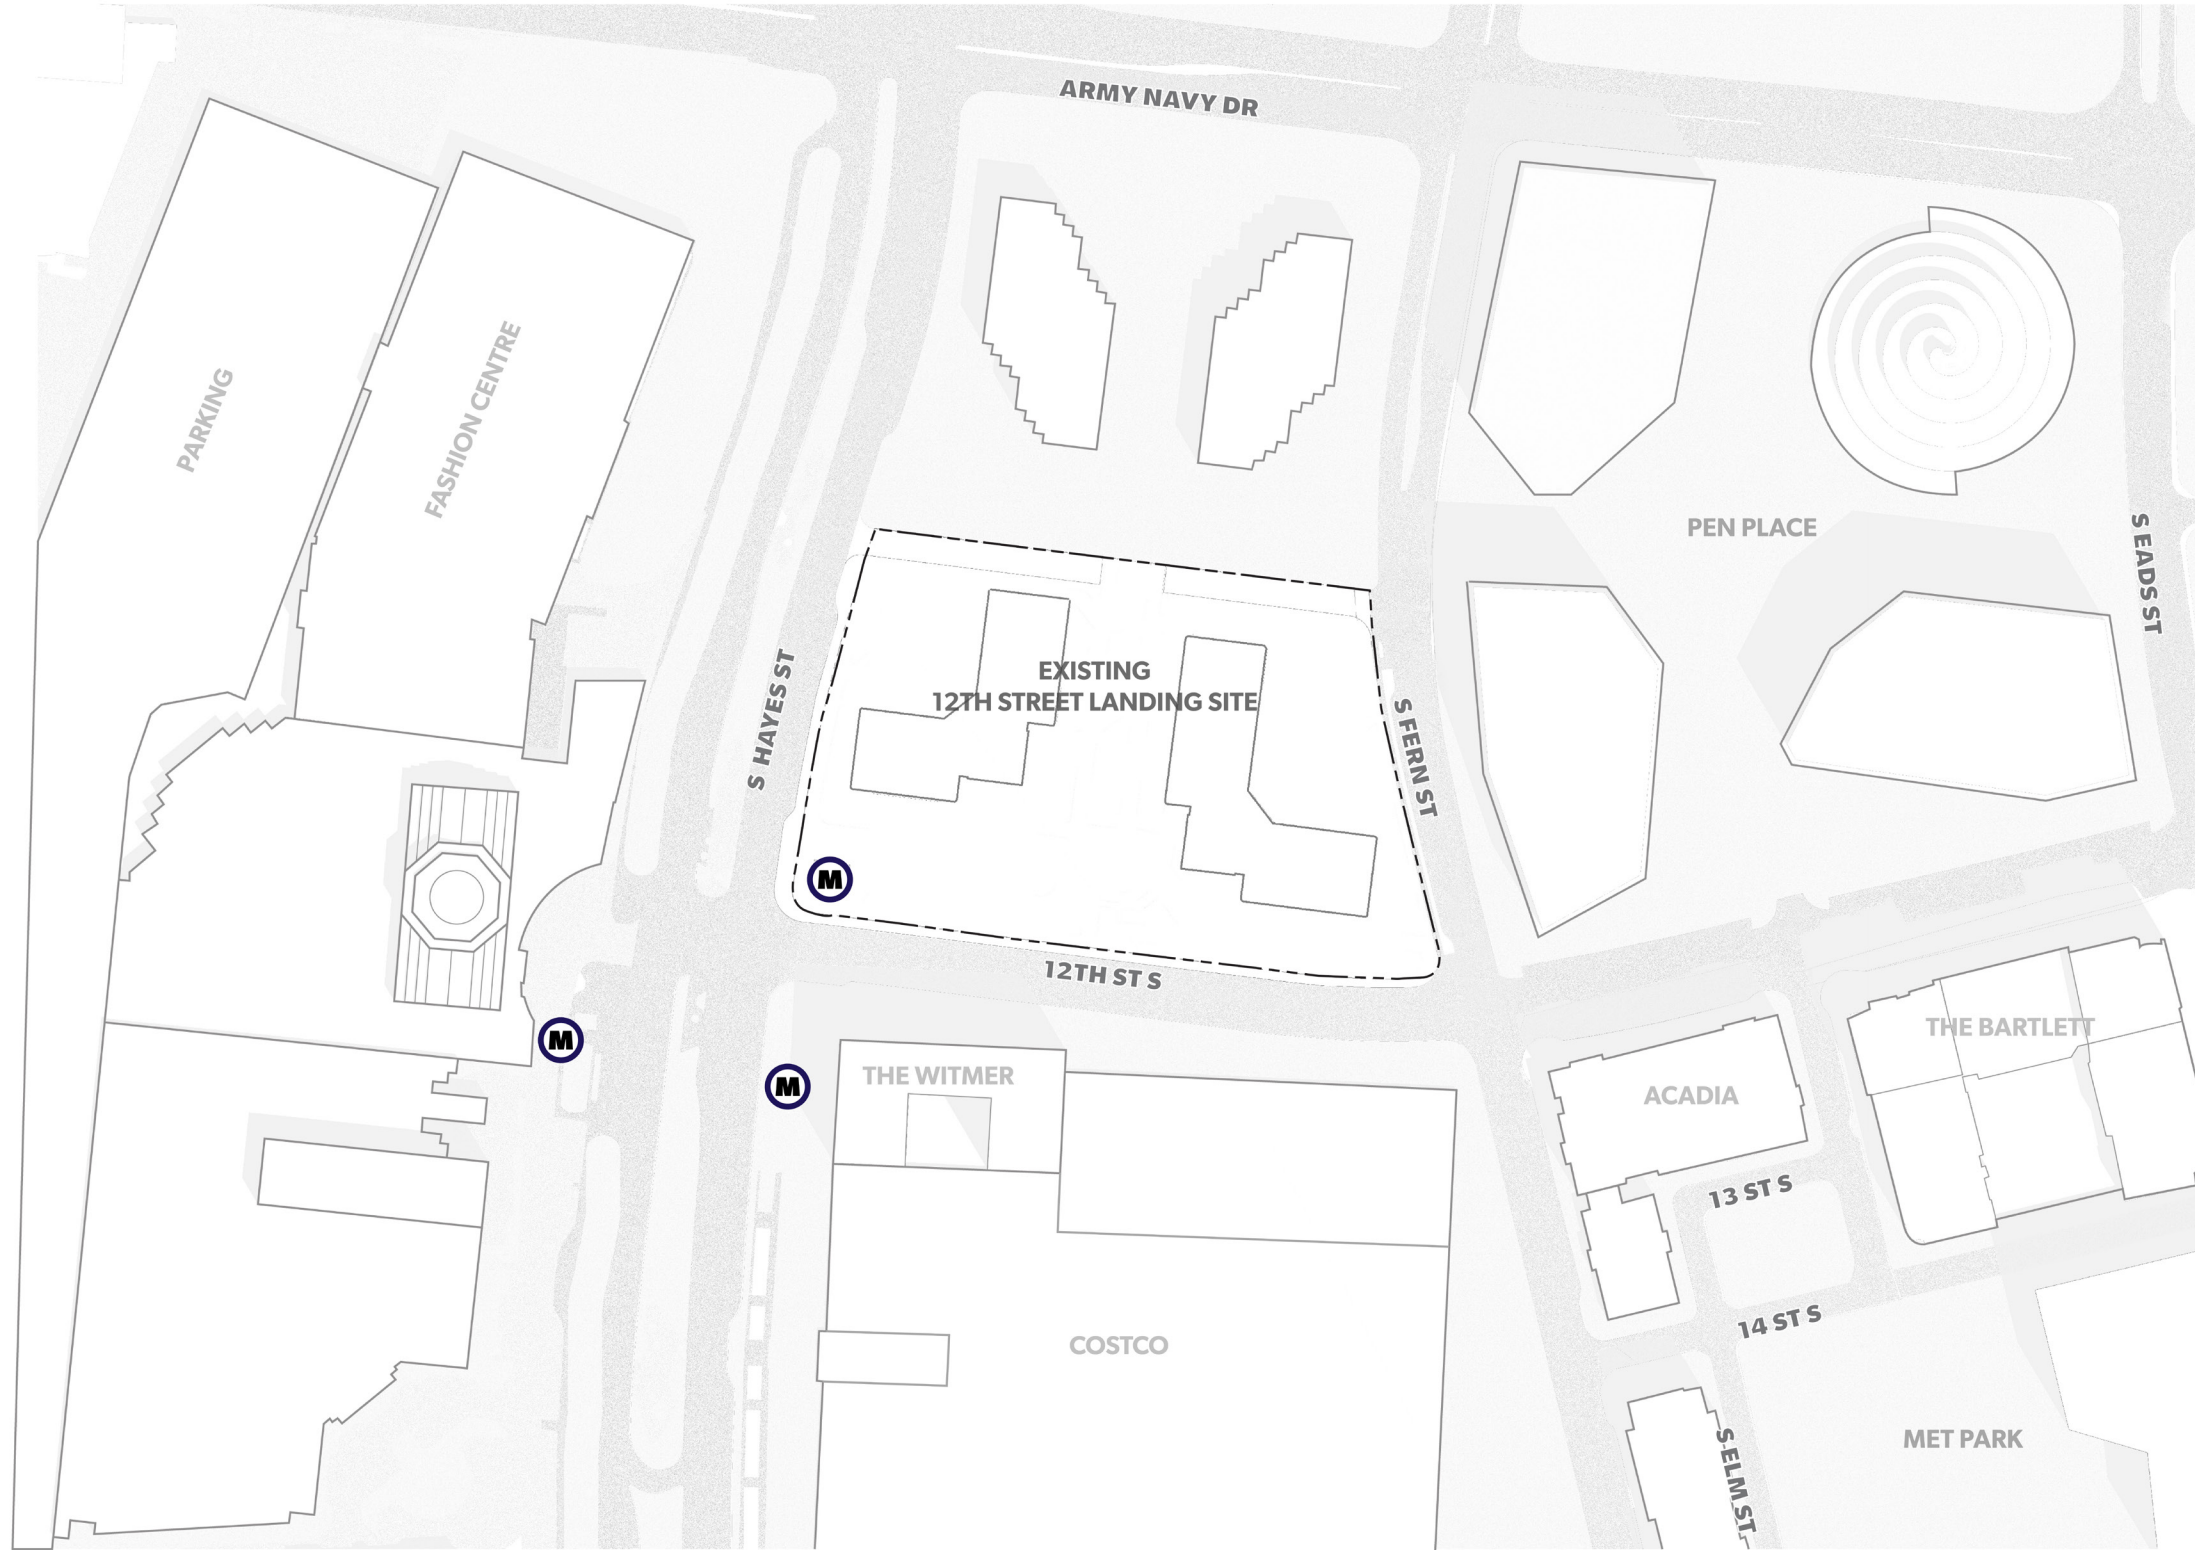 ARMY NAVY DR
PARKING
FASHION CENTRE
PEN PLACE
S EADS ST
S HAYES ST
EXISTING
12TH STREET LANDING SITE
S FERN ST
M
12TH ST S
M
M
THE WITMER
THE BARTLETT
ACADIA
13 ST S
14 ST S
COSTCO
MET PARK
S ELM ST